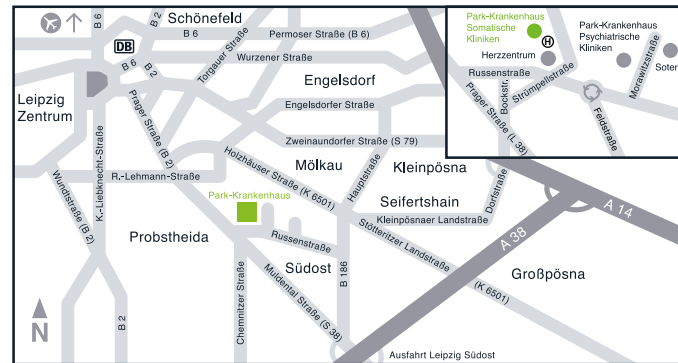 B 6
B 2
Schönefeld
B 6
Permoser Straße (B 6)
DB
B 6
B 2
Torgauer Straße
Wurzener Straße
Engelsdorf
Leipzig
Zentrum
Prager Straße (B 2)
Engelsdorfer Straße
Zweinaundorfer Straße (S 79)
K.-Liebknecht-Straße
Holzhäuser Straße (K 6501)
Mölkau
Kleinpösna
R.-Lehmann-Straße
Hauptstraße
Wundtstraße (B 2)
Park-Krankenhaus
Seifertshain
Dorfstraße
Kleinpösnaer Landstraße
A 14
Probstheida
Russenstraße
Stötteritzer Landstraße
(K 6501)
A 38
Südost
B 186
Großpösna
Chemnitzer Straße
Muldental Straße (S 38)
B 2
N
Ausfahrt Leipzig Südost
Park-Krankenhaus
Somatische
Kliniken
H
Herzzentrum
Park-Krankenhaus
Psychiatrische
Kliniken
Soter
Russenstraße
Bockstr.
Strümpellstraße
Morawitzstraße
Prager Straße (L 38)
Feldstraße